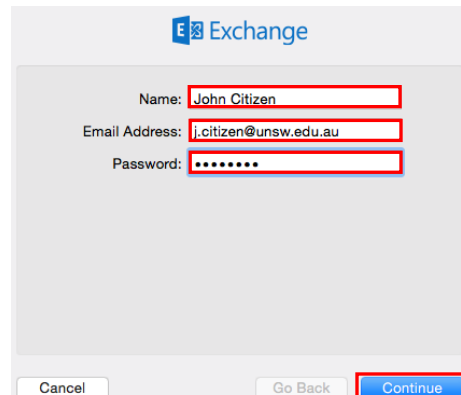 Exchange
Name: John Citizen
Email Address: j.citizen@unsw.edu.au
Password: ••••••••
Cancel Go Back Continue